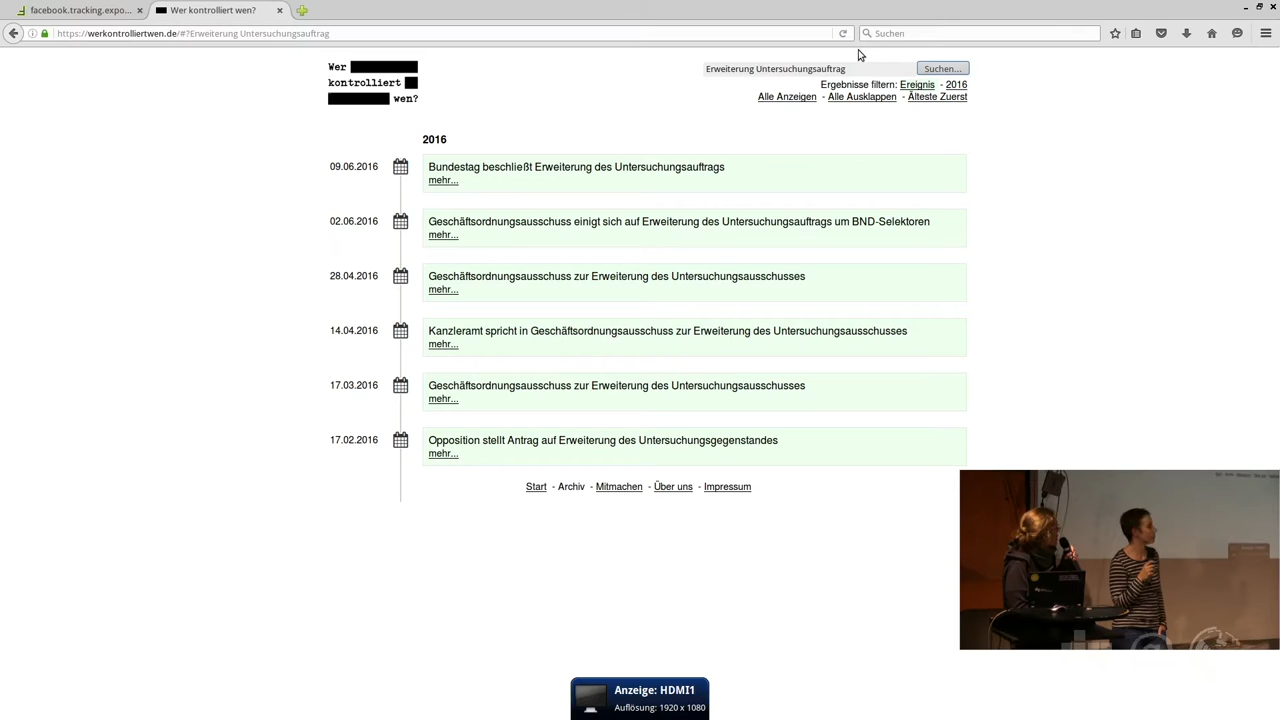 facebook.tracking.expo...
Wer kontrolliert wen?
https://werkontrolliertwen.de/#?Erweiterung Untersuchungsauftrag
Suchen
Wer
kontrolliert
wen?
Erweiterung Untersuchungsauftrag
Suchen...
Ergebnisse filtern: Ereignis - 2016
Alle Anzeigen - Alle Ausklappen - Älteste Zuerst
2016
09.06.2016
Bundestag beschließt Erweiterung des Untersuchungsauftrags
mehr...
02.06.2016
Geschäftsordnungsausschuss einigt sich auf Erweiterung des Untersuchungsauftrags um BND-Selektoren
mehr...
28.04.2016
Geschäftsordnungsausschuss zur Erweiterung des Untersuchungsausschusses
mehr...
14.04.2016
Kanzleramt spricht in Geschäftsordnungsausschuss zur Erweiterung des Untersuchungsausschusses
mehr...
17.03.2016
Geschäftsordnungsausschuss zur Erweiterung des Untersuchungsausschusses
mehr...
17.02.2016
Opposition stellt Antrag auf Erweiterung des Untersuchungsgegenstandes
mehr...
Start - Archiv - Mitmachen - Über uns - Impressum
Anzeige: HDMI1
Auflösung: 1920 x 1080